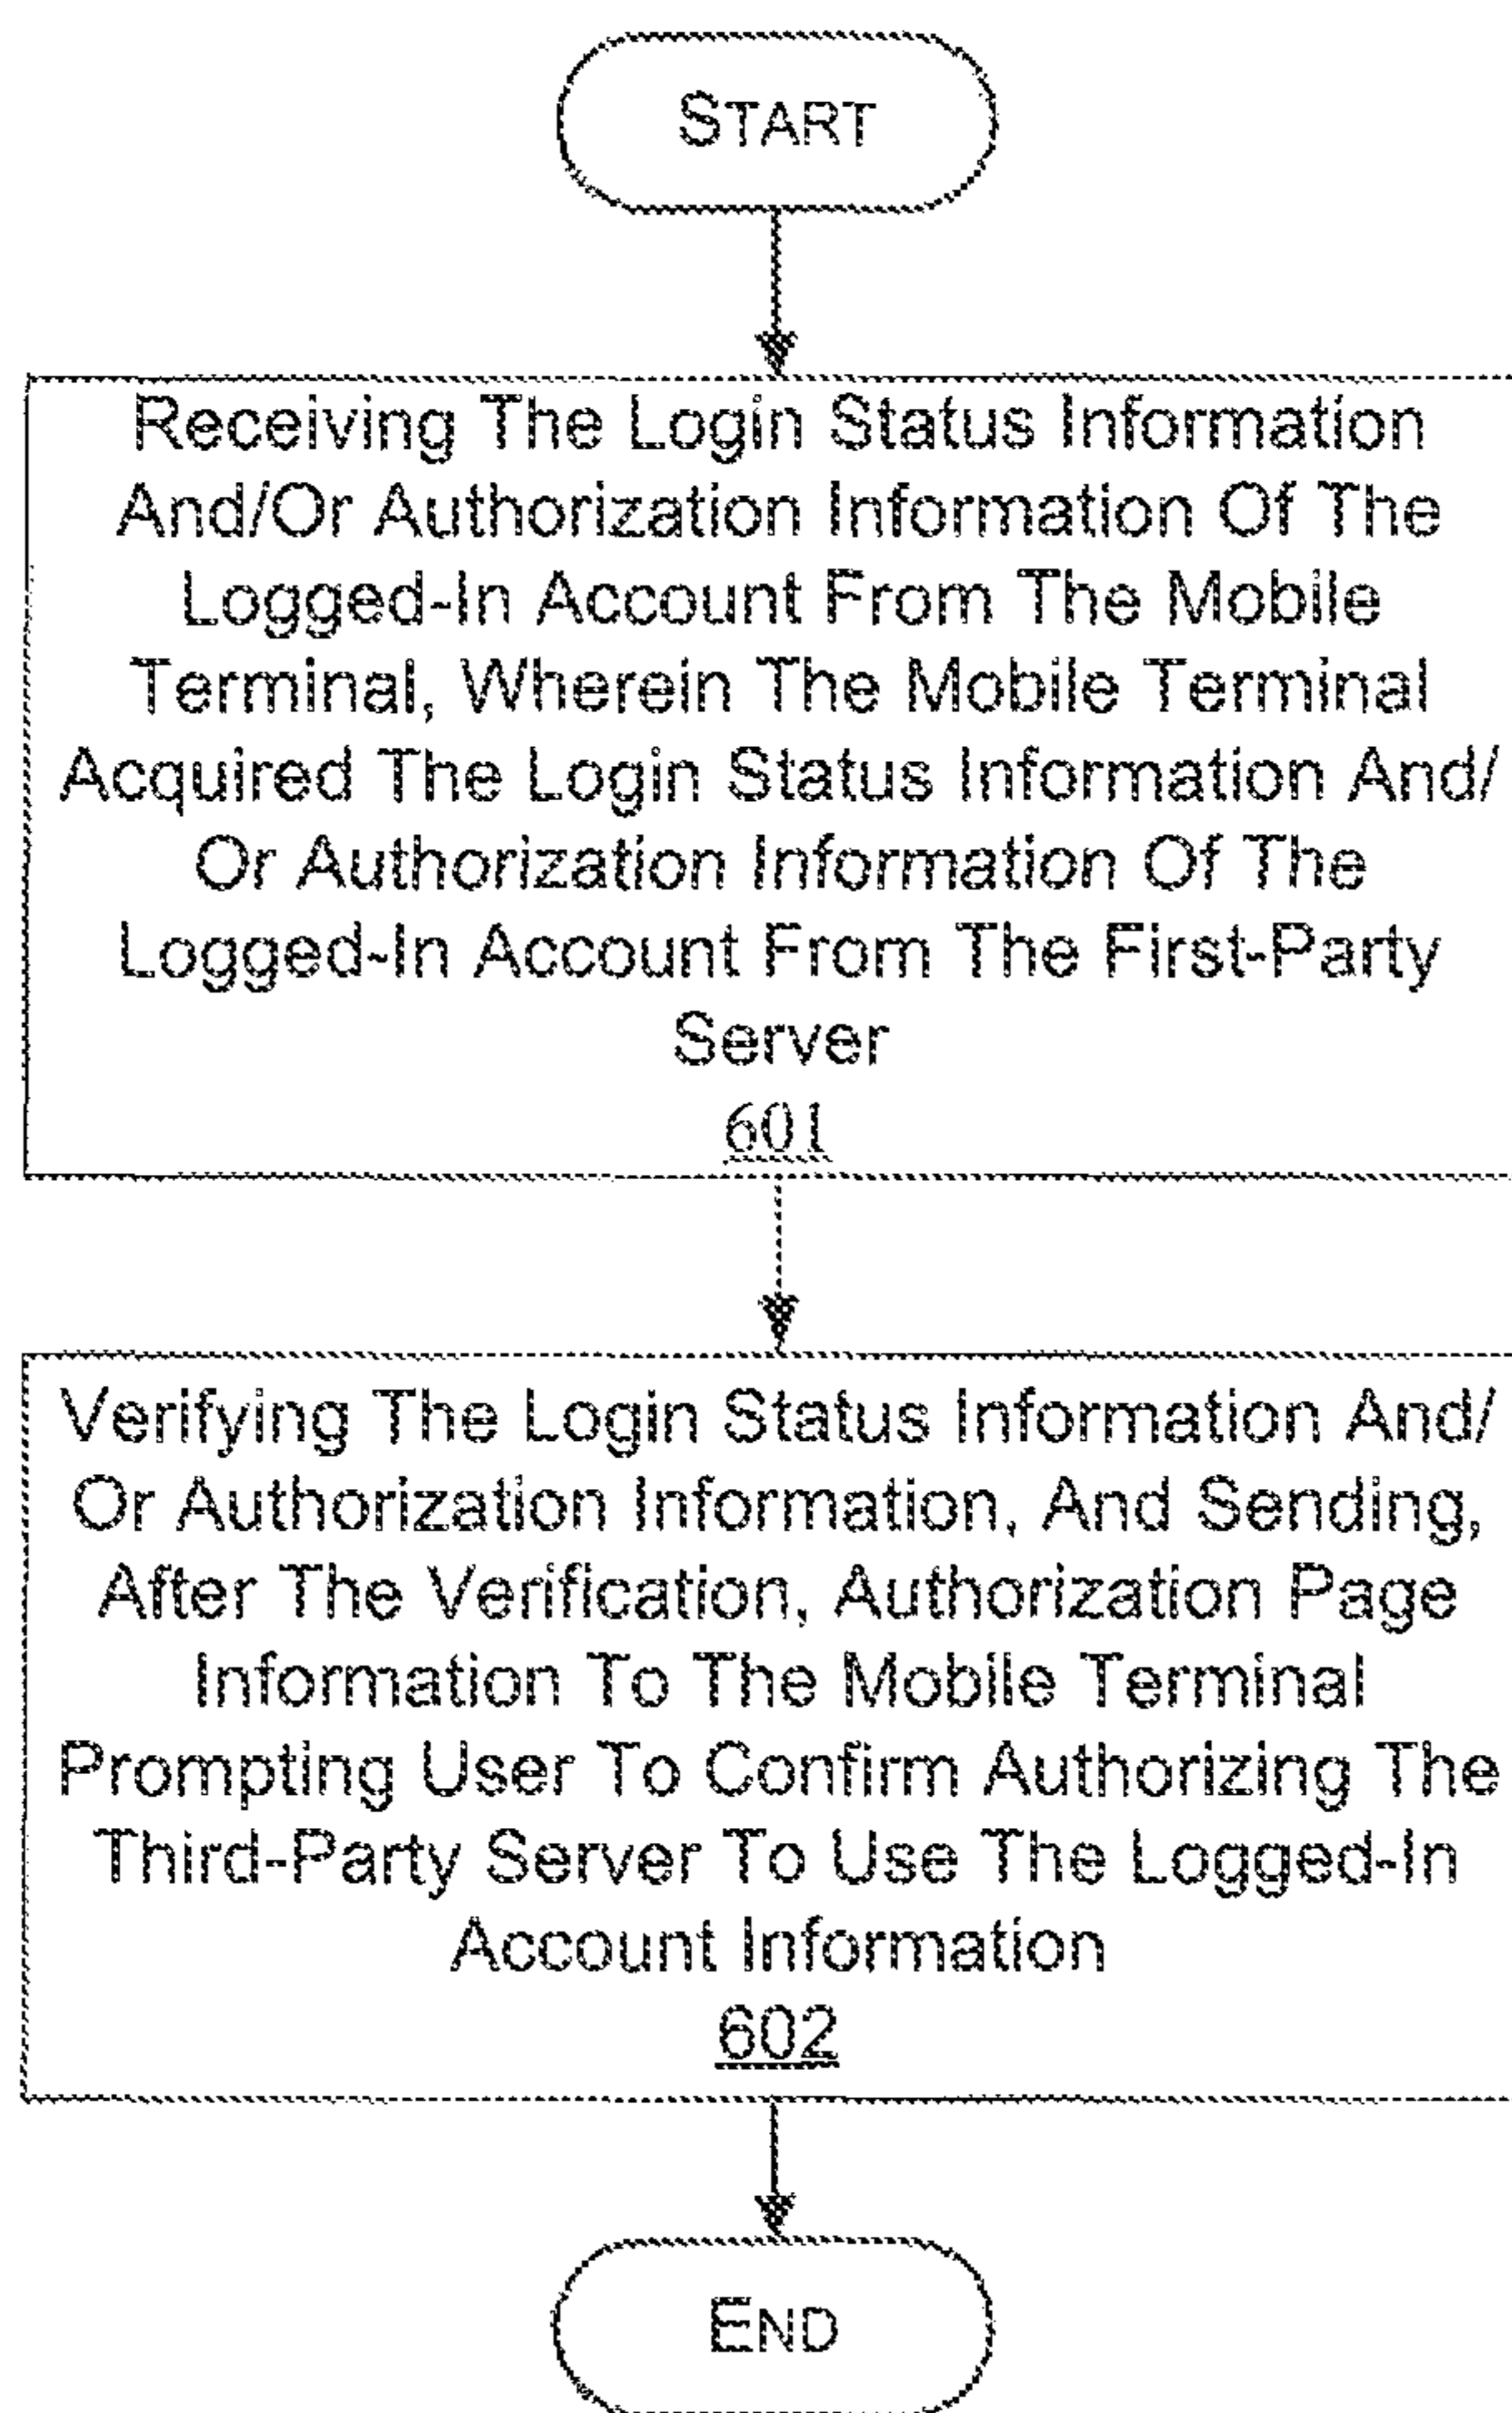 START
Receiving The Login Status Information
And/Or Authorization Information Of The
Logged-In Account From The Mobile
Terminal, Wherein The Mobile Terminal
Acquired The Login Status Information And/
Or Authorization Information Of The
Logged-In Account From The First-Party
Server
601
Verifying The Login Status Information And/
Or Authorization Information, And Sending,
After The Verification, Authorization Page
Information To The Mobile Terminal
Prompting User To Confirm Authorizing The
Third-Party Server To Use The Logged-In
Account Information
602
END